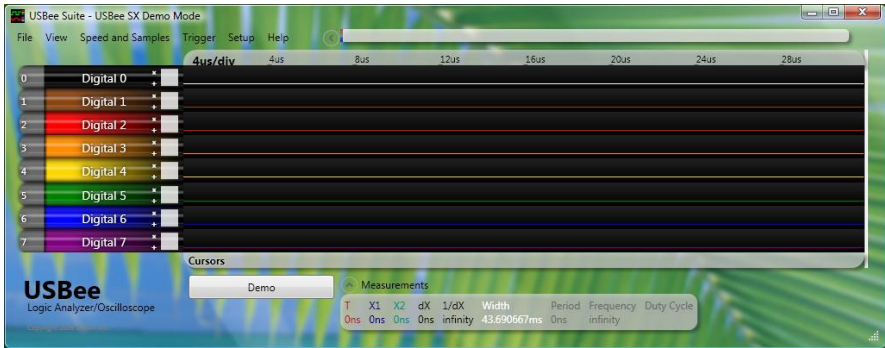 USBee Suite - USBee SX Demo Mode
File View Speed and Samples Trigger Setup Help
4us/div 4us 8us 12us 16us 20us 24us 28us
0 Digital 0
1 Digital 1
2 Digital 2
3 Digital 3
4 Digital 4
5 Digital 5
6 Digital 6
7 Digital 7
Cursors
USBee
Logic Analyzer/Oscilloscope
Demo
Measurements
T X1 X2 dX 1/dX Width Period Frequency Duty Cycle
0ns 0ns 0ns 0ns infinity 43.690667ms 0ns infinity